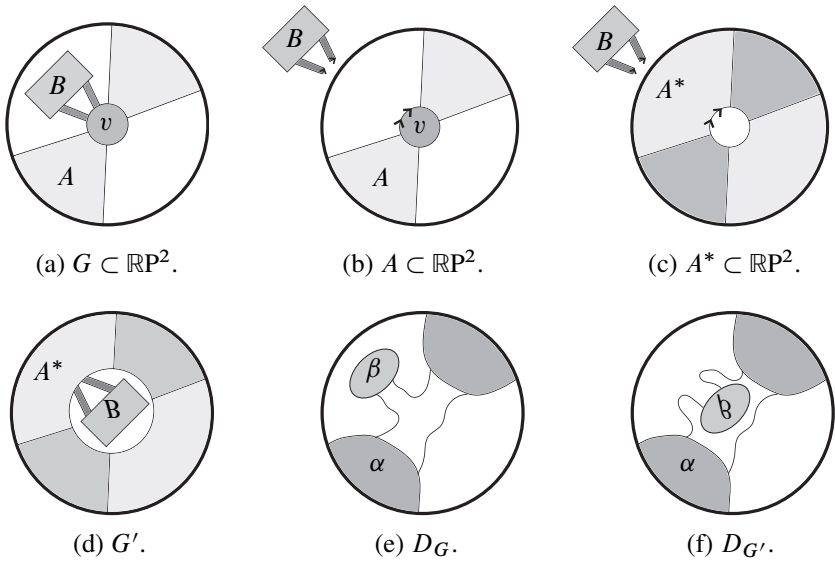 B
v
A
(a) G ⊂ ℝP².
B
v
A
(b) A ⊂ ℝP².
B
A*
(c) A* ⊂ ℝP².
A*
B
(d) G′.
β
α
(e) D_G.
β
α
(f) D_G′.